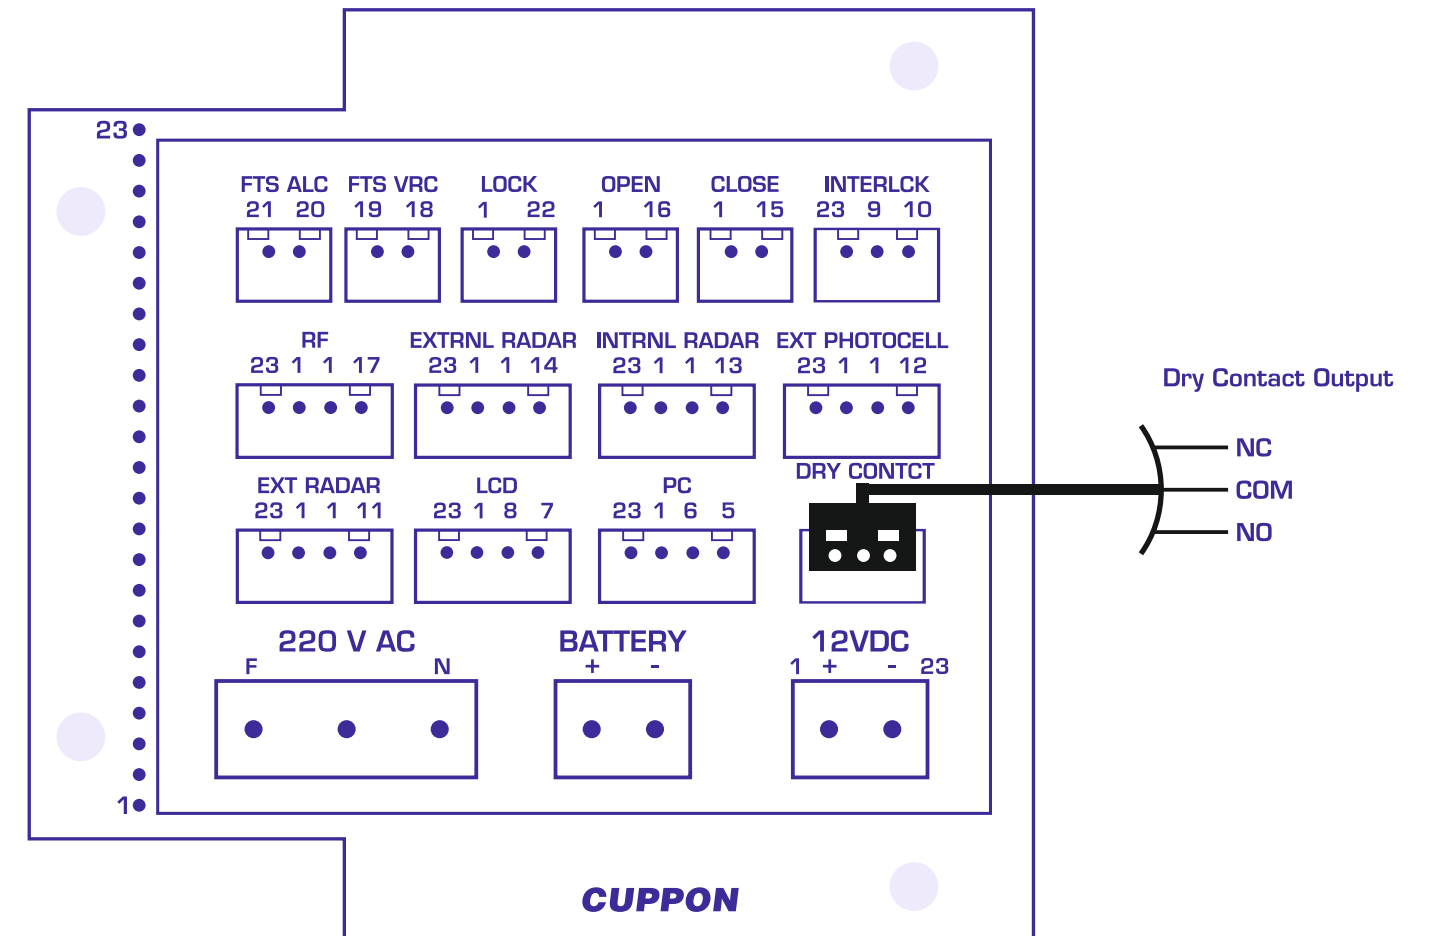 23
FTS ALC FTS VRC LOCK OPEN CLOSE INTERLCK
21 20 19 18 1 22 1 16 1 15 23 9 10
RF EXTRNL RADAR INTRNL RADAR EXT PHOTOCELL
23 1 1 17 23 1 1 14 23 1 1 13 23 1 1 12
Dry Contact Output
NC
COM
NO
DRY CONTCT
EXT RADAR LCD PC
23 1 1 11 23 1 8 7 23 1 6 5
220 V AC BATTERY 12VDC
F N + - 1 + - 23
1
CUPPON